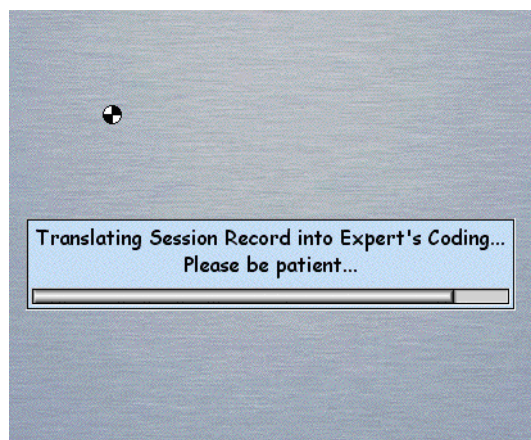 Translating Session Record into Expert's Coding...
Please be patient...